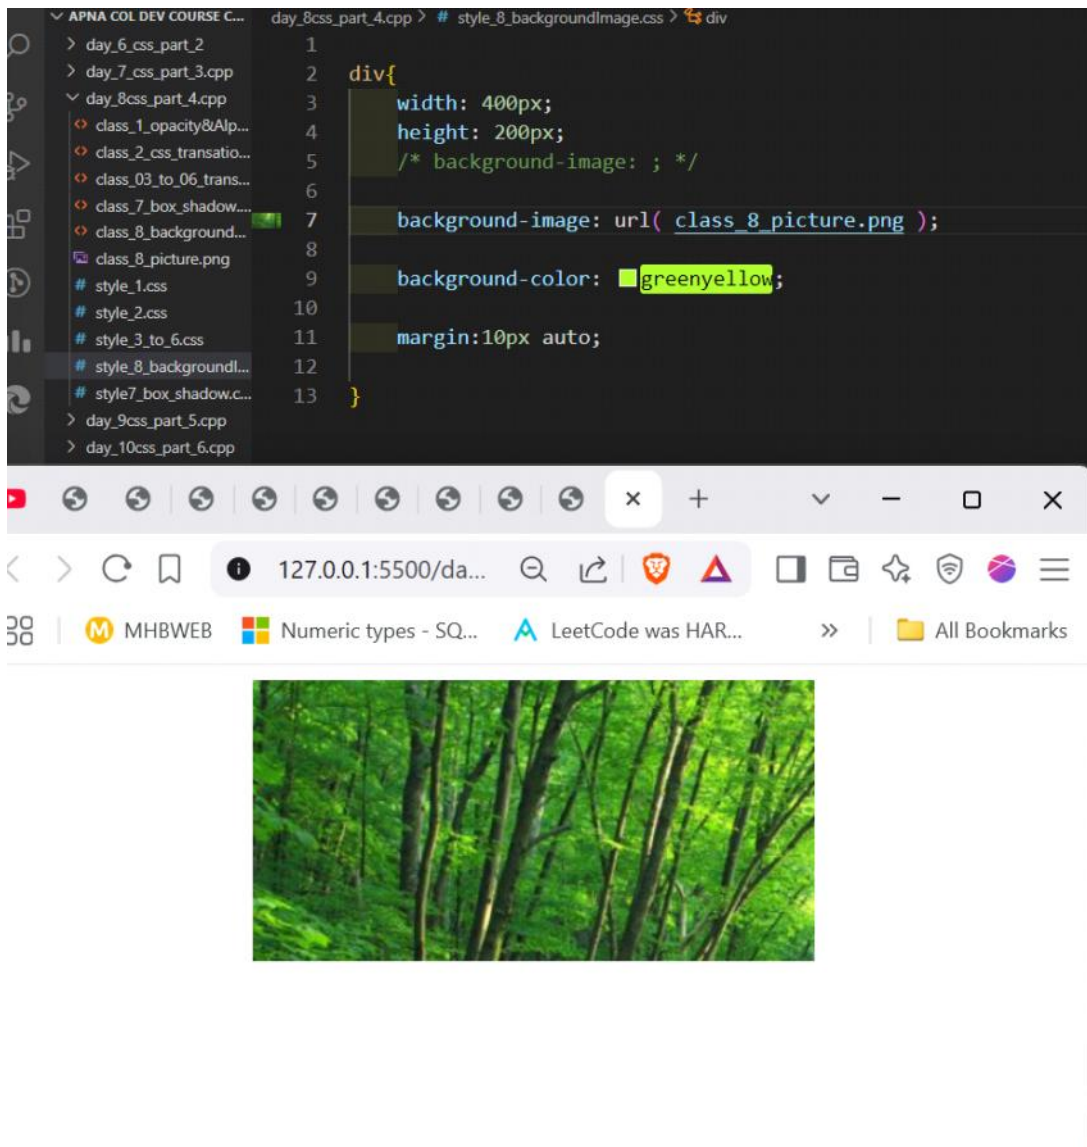 APNA COL DEV COURSE C...
day_6_css_part_2
day_7_css_part_3.cpp
day_8css_part_4.cpp
class_1_opacity&Alp...
class_2_css_transatio...
class_03_to_06_trans...
class_7_box_shadow....
class_8_background...
class_8_picture.png
style_1.css
style_2.css
style_3_to_6.css
style_8_backgroundI...
style7_box_shadow.c...
day_9css_part_5.cpp
day_10css_part_6.cpp
day_8css_part_4.cpp > # style_8_backgroundImage.css > div
1
2 div{
3 width: 400px;
4 height: 200px;
5 /* background-image: ; */
6
7 background-image: url( class_8_picture.png );
8
9 background-color: greenyellow;
10
11 margin:10px auto;
12
13 }
127.0.0.1:5500/da...
M MHBWEB Numeric types - SQ... LeetCode was HAR... » All Bookmarks